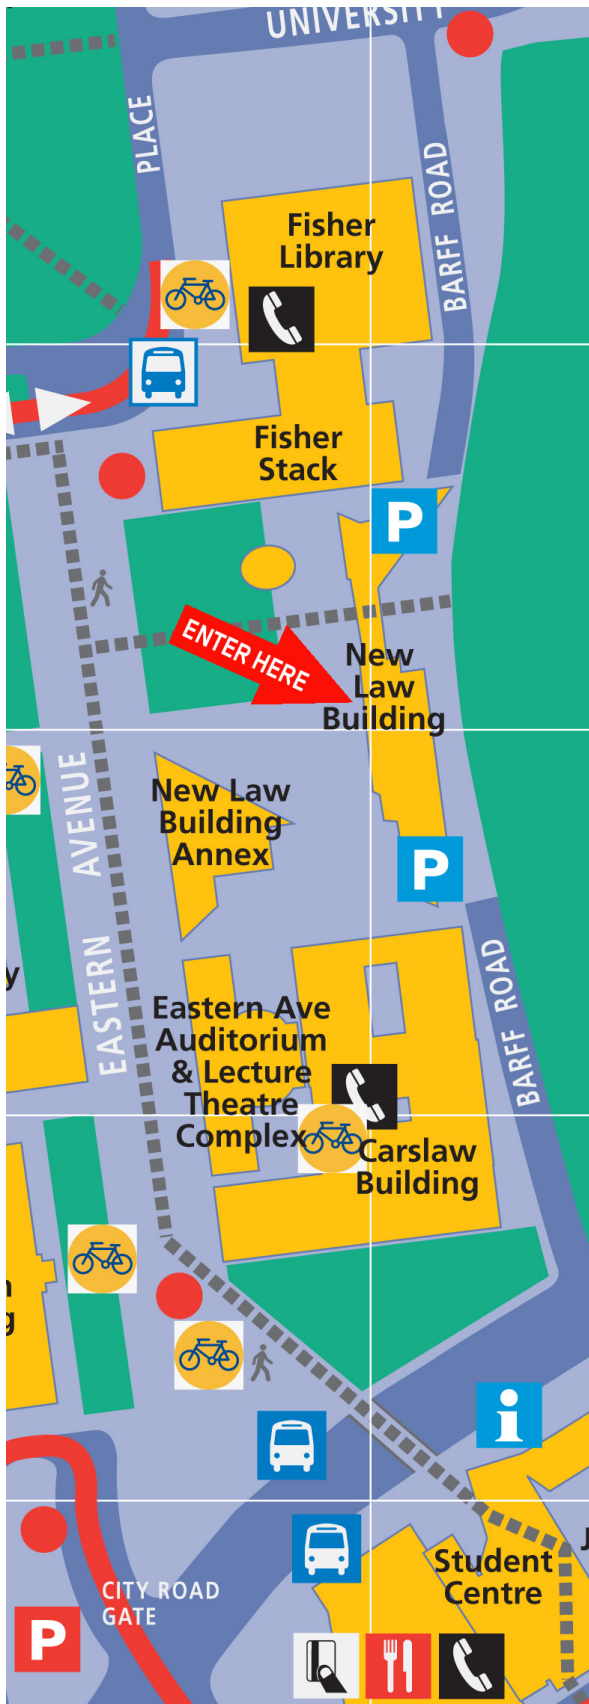 UNIVERSITY
PLACE
BARFF ROAD
Fisher
Library
Fisher
Stack
P
ENTER HERE
New
Law
Building
New Law
Building
Annex
P
EASTERN AVENUE
y
Eastern Ave
Auditorium
& Lecture
Theatre
Complex
BARFF ROAD
Carslaw
Building
n
g
i
J
Student
Centre
CITY ROAD
GATE
P